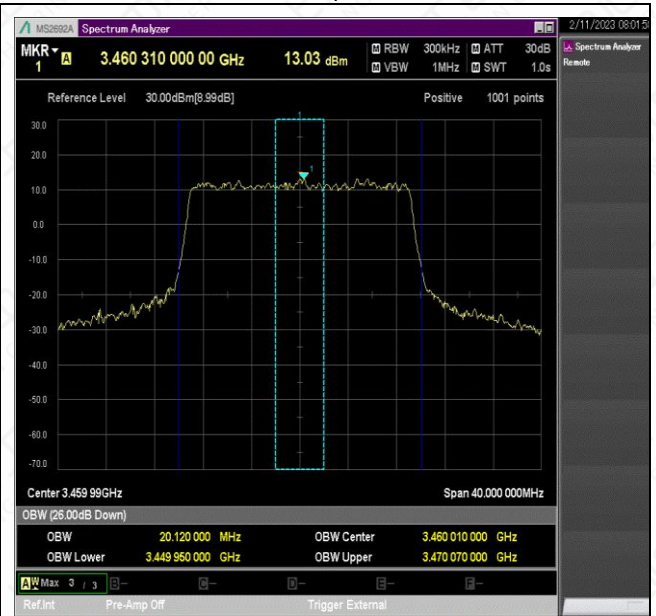 MS2692A Spectrum Analyzer 2/11/2023 08:01:5
MKR 1 A 3.460 310 000 00 GHz 13.03 dBm M RBW 300kHz M ATT 30dB
M VBW 1MHz M SWT 1.0s
Spectrum Analyzer
Remote
Reference Level 30.00dBm[8.99dB] Positive 1001 points
1
30.0
20.0
1
10.0
0.0
-10.0
-20.0
-30.0
-40.0
-50.0
-60.0
-70.0
Center 3.459 99GHz Span 40.000 000MHz
OBW (26.00dB Down)
OBW 20.120 000 MHz OBW Center 3.460 010 000 GHz
OBW Lower 3.449 950 000 GHz OBW Upper 3.470 070 000 GHz
A W Max 3 / 3 B- C- D- E- F-
Ref.Int Pre-Amp Off Trigger External